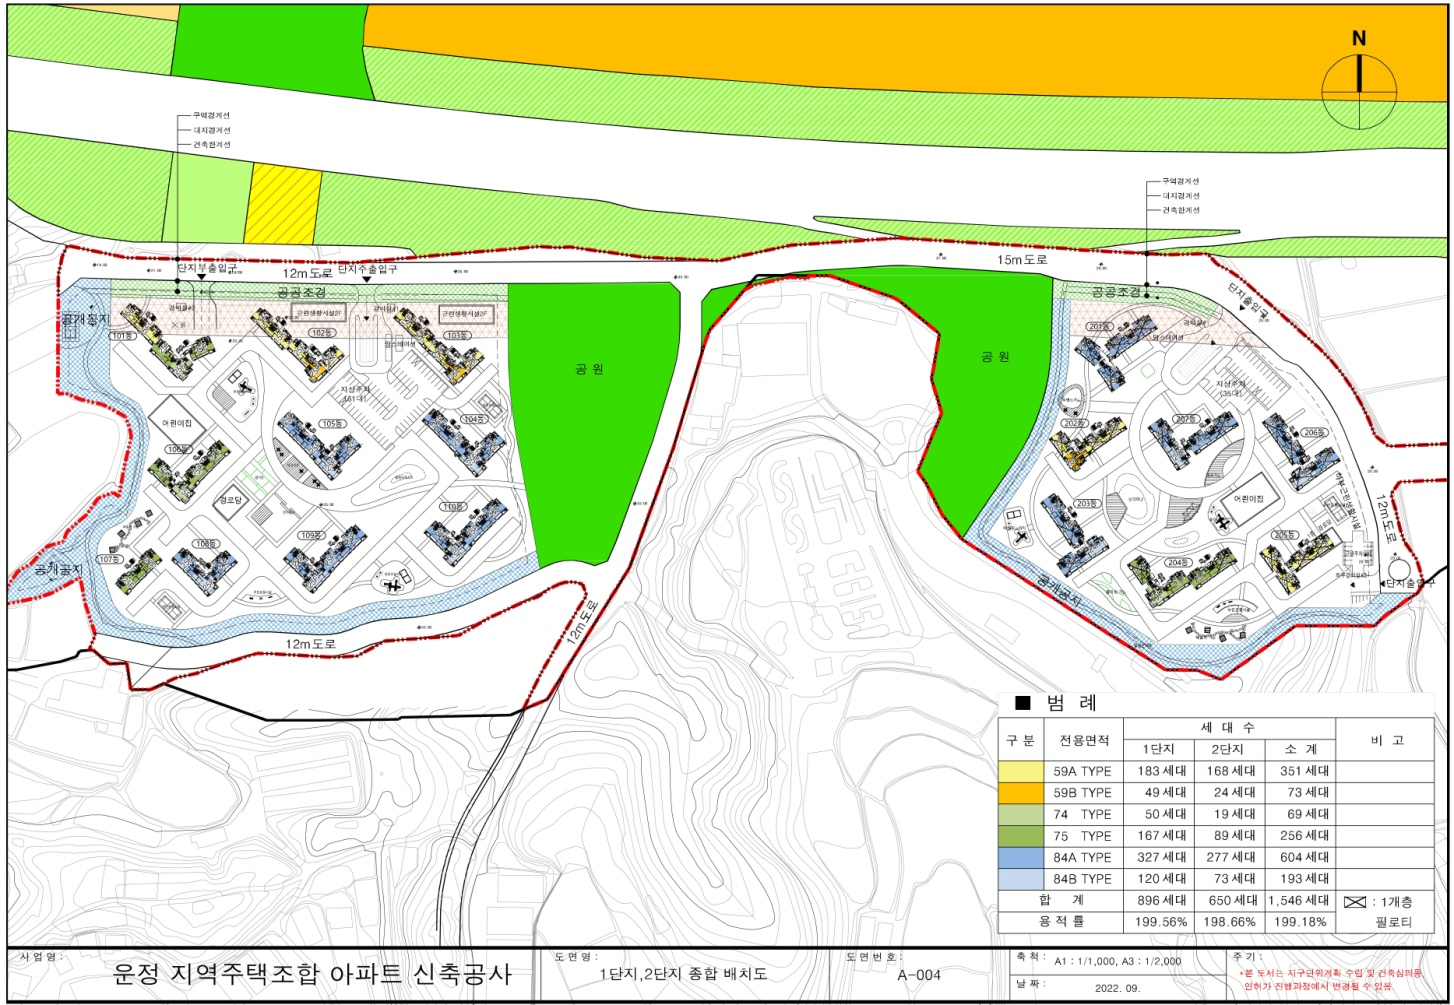 N
구역경계선
대지경계선
건축한계선
구역경계선
대지경계선
건축한계선
단지부출입구
12m도로
단지주출입구
15m도로
공공조경
공공조경
단지출입구
공개공지
101동
102동
근린생활시설2F
103동
근린생활시설2F
201동
지상주차
(61대)
지상주차
(35대)
공 원
공 원
어린이집
105동
104동
202동
207동
206동
106동
경로당
110동
203동
어린이집
12m도로
107동
108동
109동
204동
205동
공개공지
공개공지
단지출입구
12m도로
12m도로
■ 범 례
구 분 전용면적 세 대 수 비 고
1단지 2단지 소 계
59A TYPE 183 세대 168 세대 351 세대
59B TYPE 49 세대 24 세대 73 세대
74 TYPE 50 세대 19 세대 69 세대
75 TYPE 167 세대 89 세대 256 세대
84A TYPE 327 세대 277 세대 604 세대
84B TYPE 120 세대 73 세대 193 세대
합 계 896 세대 650 세대 1,546 세대 : 1개층
용 적 률 199.56% 198.66% 199.18% 필로티
사 업 명 : 운정 지역주택조합 아파트 신축공사
도 면 명 : 1단지,2단지 종합 배치도
도 면 번 호 : A-004
축 척 : A1 : 1/1,000, A3 : 1/2,000
날 짜 : 2022. 09.
주 기 :
*본 도서는 지구단위계획 수립 및 건축심의등
인허가 진행과정에서 변경될 수 있음